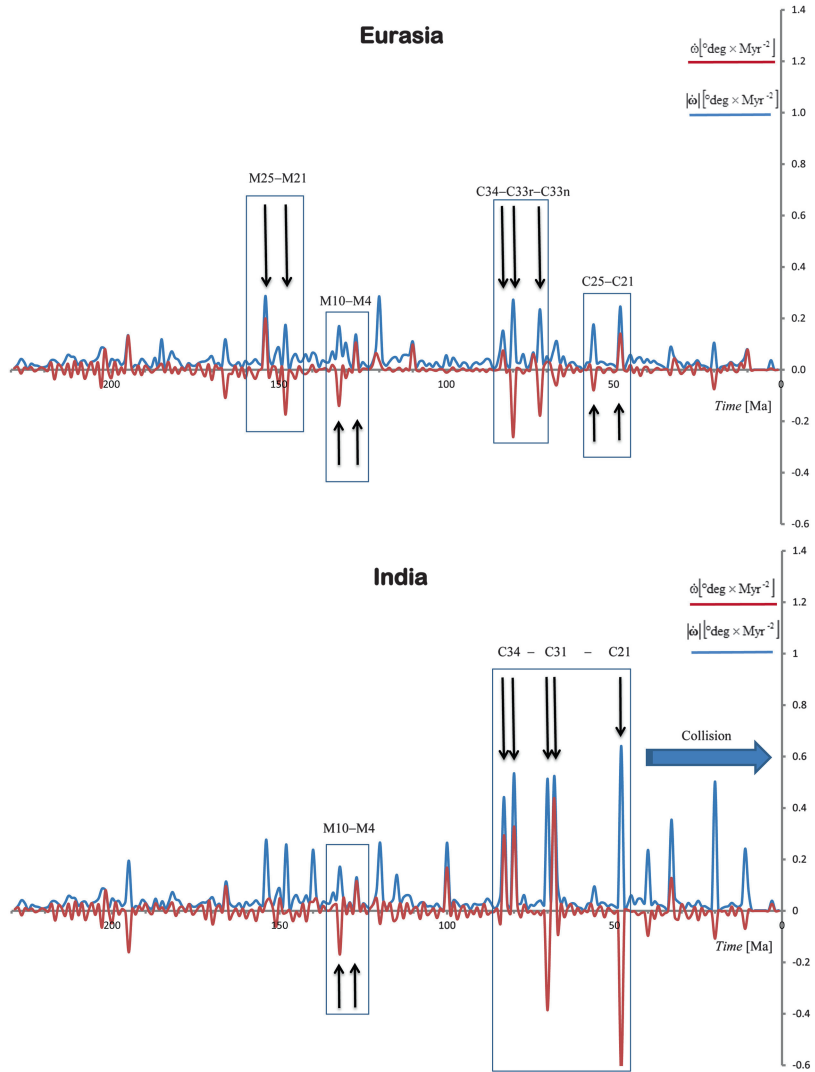 Eurasia
1.4
ω̇[°deg × Myr⁻²]
1.2
|ω̇|[°deg × Myr⁻²]
1.0
0.8
M25–M21
C34–C33r–C33n
0.6
0.4
M10–M4
C25–C21
0.2
0.0
200
150
100
50
0
Time [Ma]
-0.2
-0.4
-0.6
India
1.4
ω̇[°deg × Myr⁻²]
1.2
|ω̇|[°deg × Myr⁻²]
1
C34 – C31 – C21
0.8
Collision
0.6
0.4
M10–M4
0.2
0
200
150
100
50
0
Time [Ma]
-0.2
-0.4
-0.6